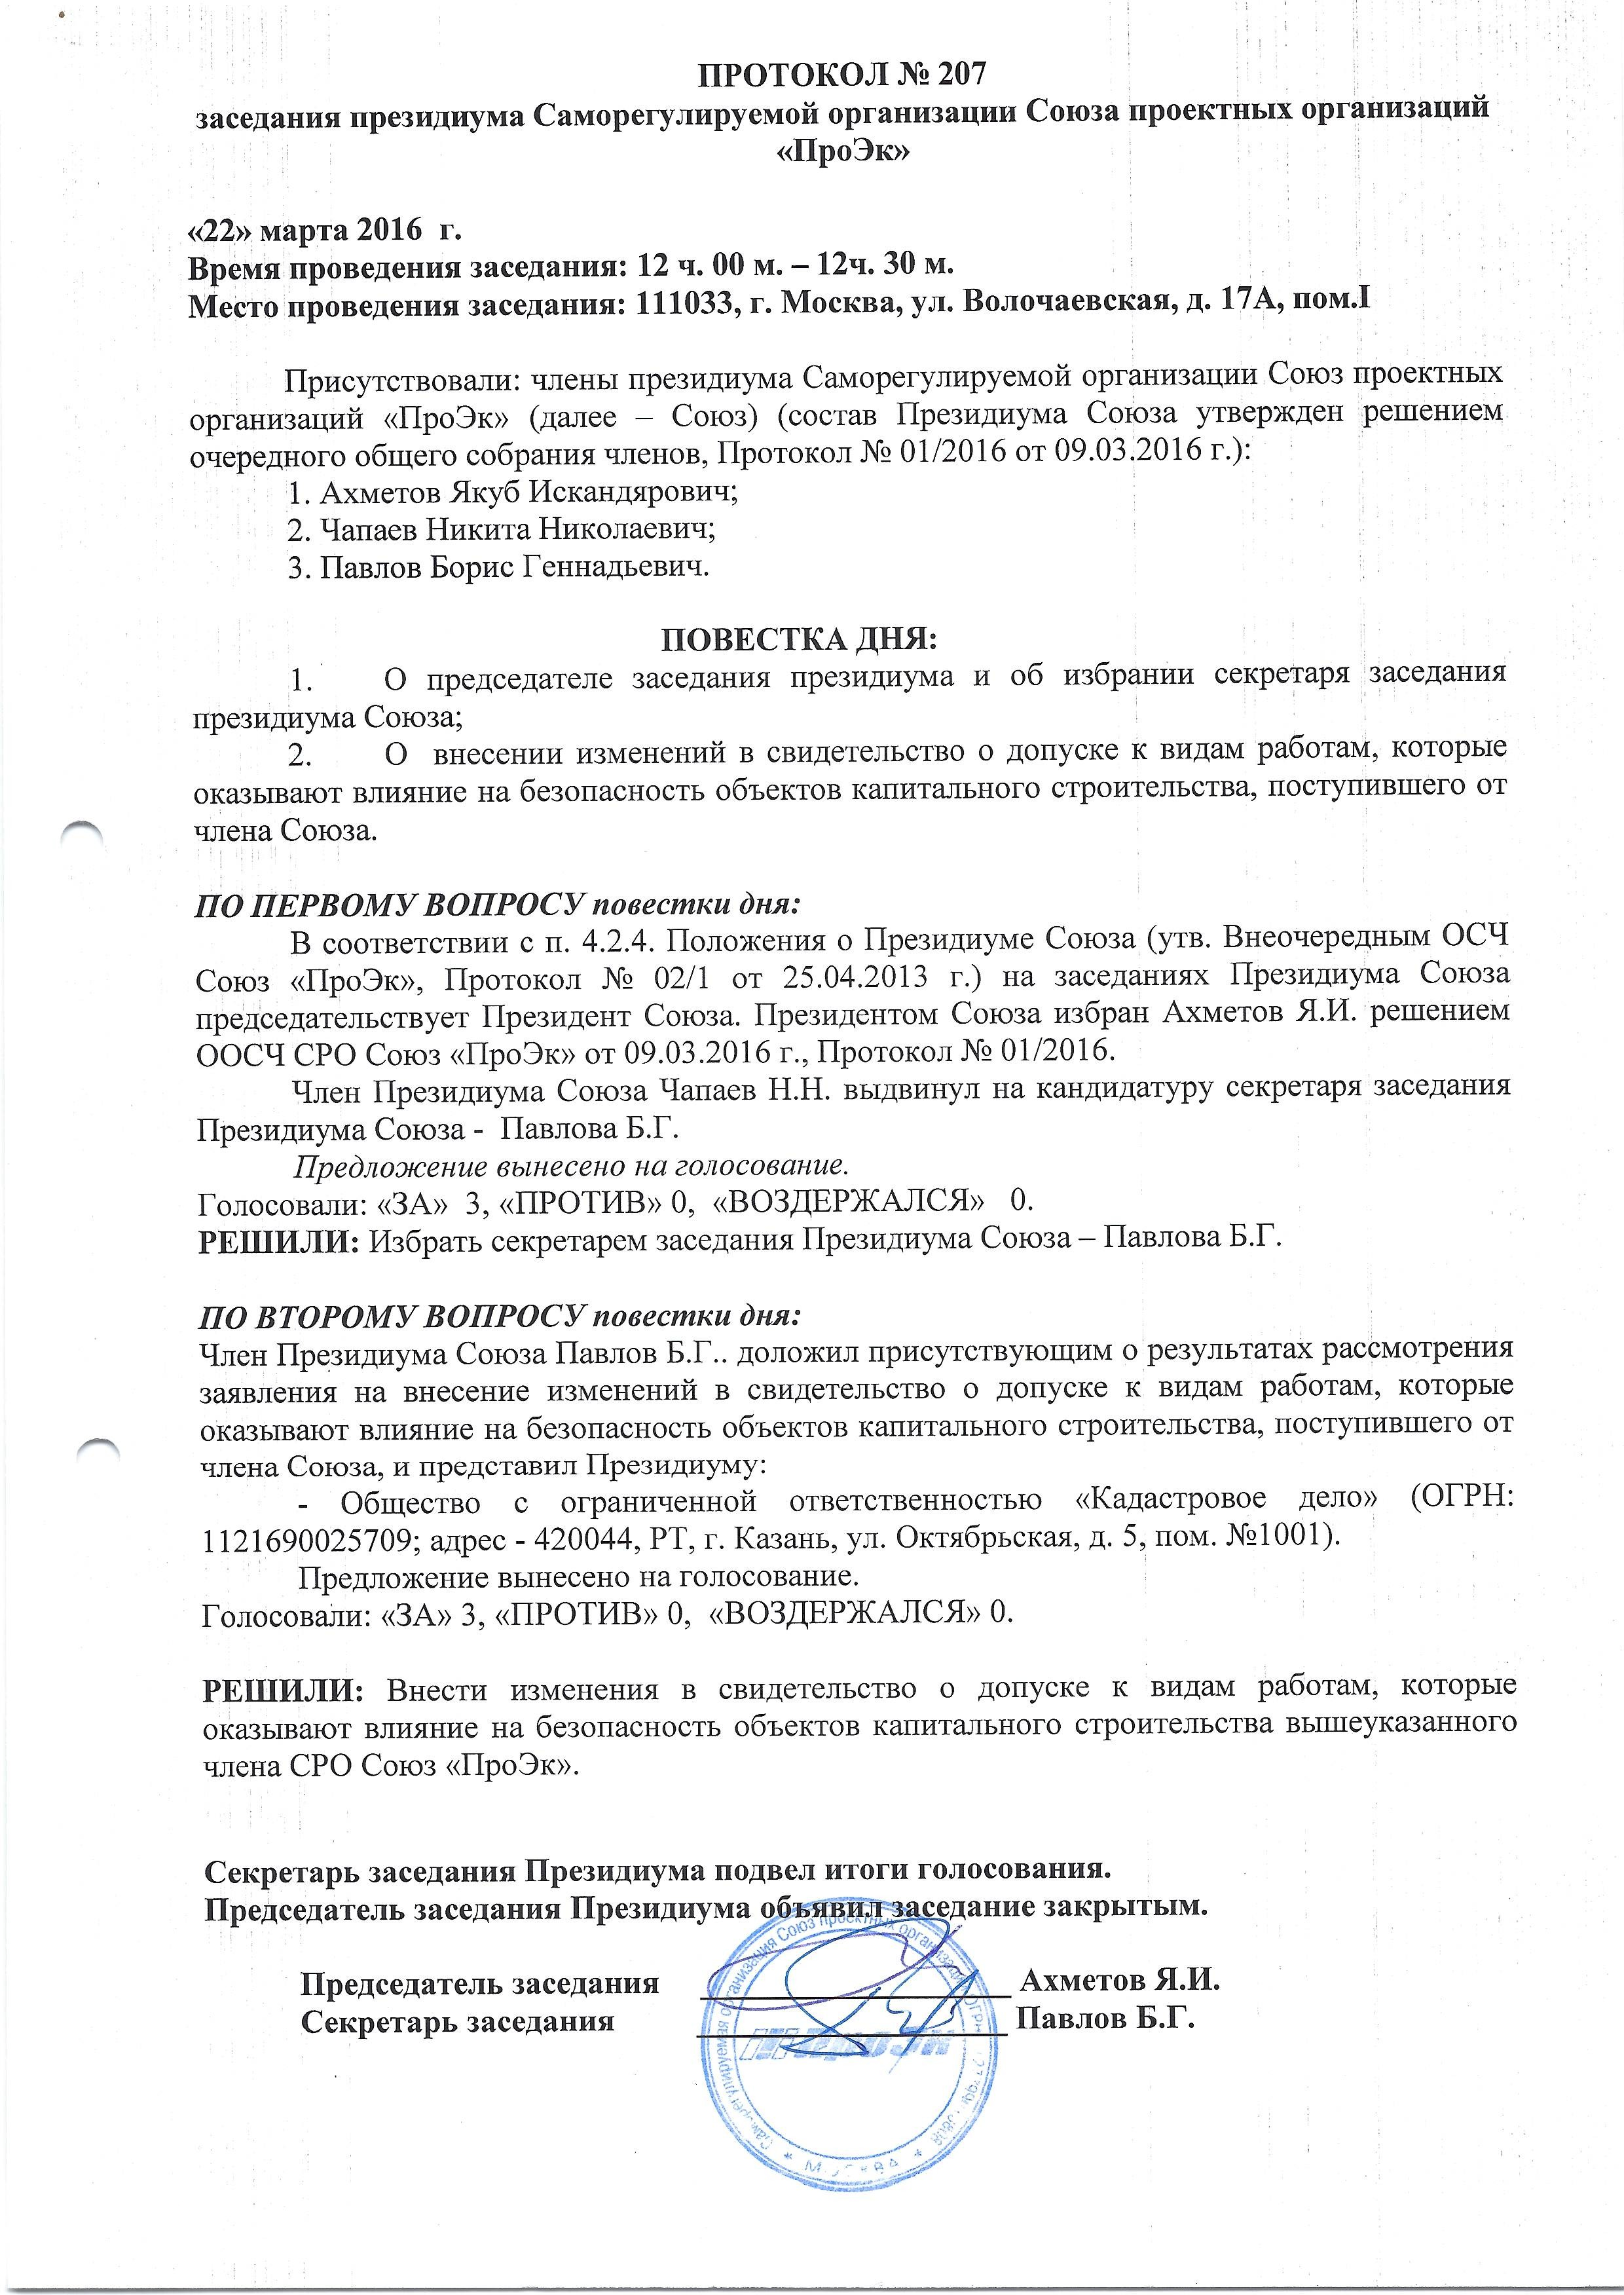 ПРОТОКОЛ № 207
заседания президиума Саморегулируемой организации Союза проектных организаций
«ПроЭк»
«22» марта 2016 г.
Время проведения заседания: 12 ч. 00 м. – 12ч. 30 м.
Место проведения заседания: 111033, г. Москва, ул. Волочаевская, д. 17А, пом.I
Присутствовали: члены президиума Саморегулируемой организации Союз проектных
организаций «ПроЭк» (далее – Союз) (состав Президиума Союза утвержден решением
очередного общего собрания членов, Протокол № 01/2016 от 09.03.2016 г.):
1. Ахметов Якуб Искандярович;
2. Чапаев Никита Николаевич;
3. Павлов Борис Геннадьевич.
ПОВЕСТКА ДНЯ:
1. О председателе заседания президиума и об избрании секретаря заседания
президиума Союза;
2. О внесении изменений в свидетельство о допуске к видам работам, которые
оказывают влияние на безопасность объектов капитального строительства, поступившего от
члена Союза.
ПО ПЕРВОМУ ВОПРОСУ повестки дня:
В соответствии с п. 4.2.4. Положения о Президиуме Союза (утв. Внеочередным ОСЧ
Союз «ПроЭк», Протокол № 02/1 от 25.04.2013 г.) на заседаниях Президиума Союза
председательствует Президент Союза. Президентом Союза избран Ахметов Я.И. решением
ООСЧ СРО Союз «ПроЭк» от 09.03.2016 г., Протокол № 01/2016.
Член Президиума Союза Чапаев Н.Н. выдвинул на кандидатуру секретаря заседания
Президиума Союза - Павлова Б.Г.
Предложение вынесено на голосование.
Голосовали: «ЗА» 3, «ПРОТИВ» 0, «ВОЗДЕРЖАЛСЯ» 0.
РЕШИЛИ: Избрать секретарем заседания Президиума Союза – Павлова Б.Г.
ПО ВТОРОМУ ВОПРОСУ повестки дня:
Член Президиума Союза Павлов Б.Г.. доложил присутствующим о результатах рассмотрения
заявления на внесение изменений в свидетельство о допуске к видам работам, которые
оказывают влияние на безопасность объектов капитального строительства, поступившего от
члена Союза, и представил Президиуму:
- Общество с ограниченной ответственностью «Кадастровое дело» (ОГРН:
1121690025709; адрес - 420044, РТ, г. Казань, ул. Октябрьская, д. 5, пом. №1001).
Предложение вынесено на голосование.
Голосовали: «ЗА» 3, «ПРОТИВ» 0, «ВОЗДЕРЖАЛСЯ» 0.
РЕШИЛИ: Внести изменения в свидетельство о допуске к видам работам, которые
оказывают влияние на безопасность объектов капитального строительства вышеуказанного
члена СРО Союз «ПроЭк».
Секретарь заседания Президиума подвел итоги голосования.
Председатель заседания Президиума объявил заседание закрытым.
Председатель заседания Ахметов Я.И.
Секретарь заседания Павлов Б.Г.
Саморегулируемая организация Союз проектных организаций ОГРН
ПроЭк
* МОСКВА *